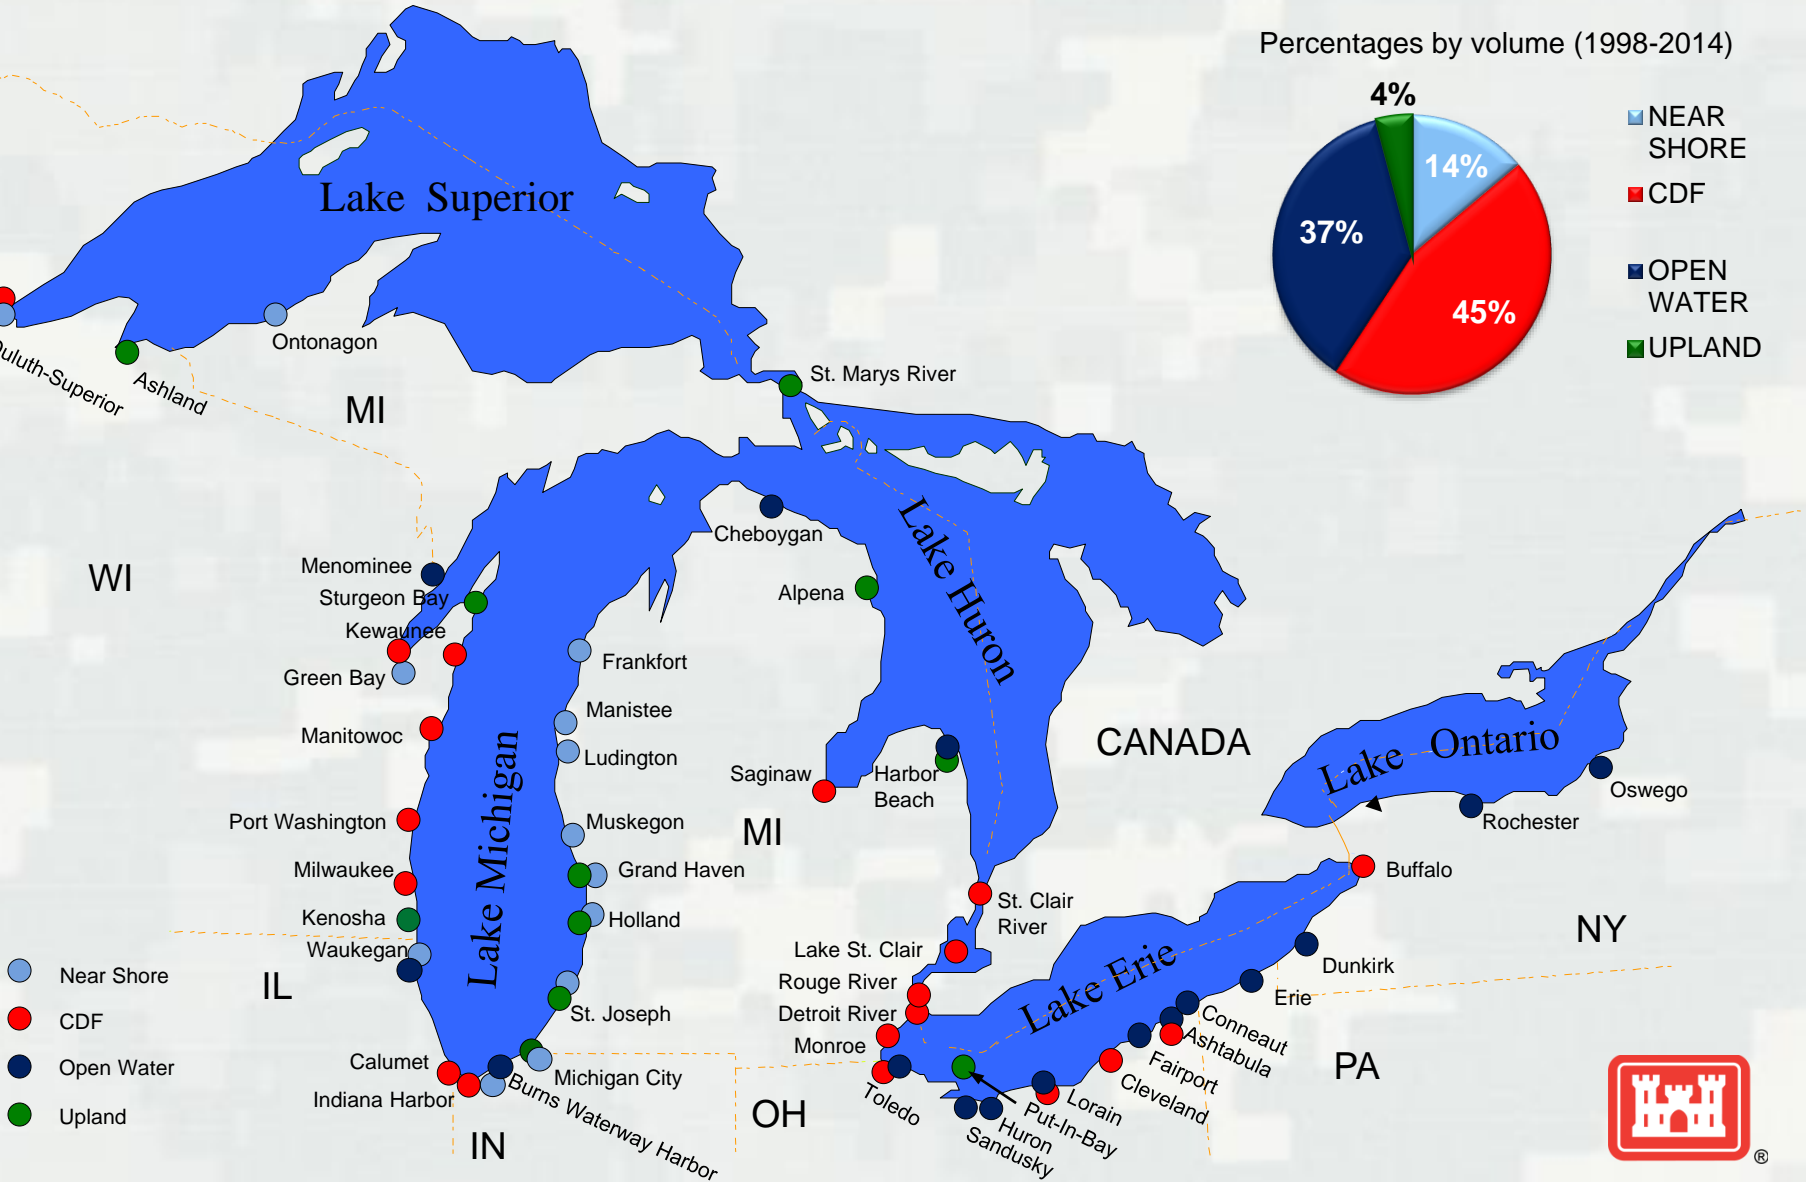 Percentages by volume (1998-2014)
4%
14%
37%
45%
NEAR
SHORE
CDF
OPEN
WATER
UPLAND
Lake Superior
Duluth-Superior
Ashland
Ontonagon
MI
St. Marys River
WI
Menominee
Sturgeon Bay
Kewaunee
Green Bay
Manitowoc
Port Washington
Milwaukee
Kenosha
Waukegan
IL
Lake Michigan
Frankfort
Manistee
Ludington
Muskegon
Grand Haven
Holland
St. Joseph
Michigan City
Burns Waterway Harbor
Calumet
Indiana Harbor
IN
Cheboygan
Alpena
Lake Huron
Saginaw
Harbor
Beach
MI
CANADA
St. Clair
River
Lake St. Clair
Rouge River
Detroit River
Monroe
Toledo
OH
Lake Erie
Sandusky
Huron
Put-In-Bay
Lorain
Cleveland
Fairport
Ashtabula
Conneaut
Erie
Dunkirk
Buffalo
PA
NY
Lake Ontario
Rochester
Oswego
Near Shore
CDF
Open Water
Upland
®